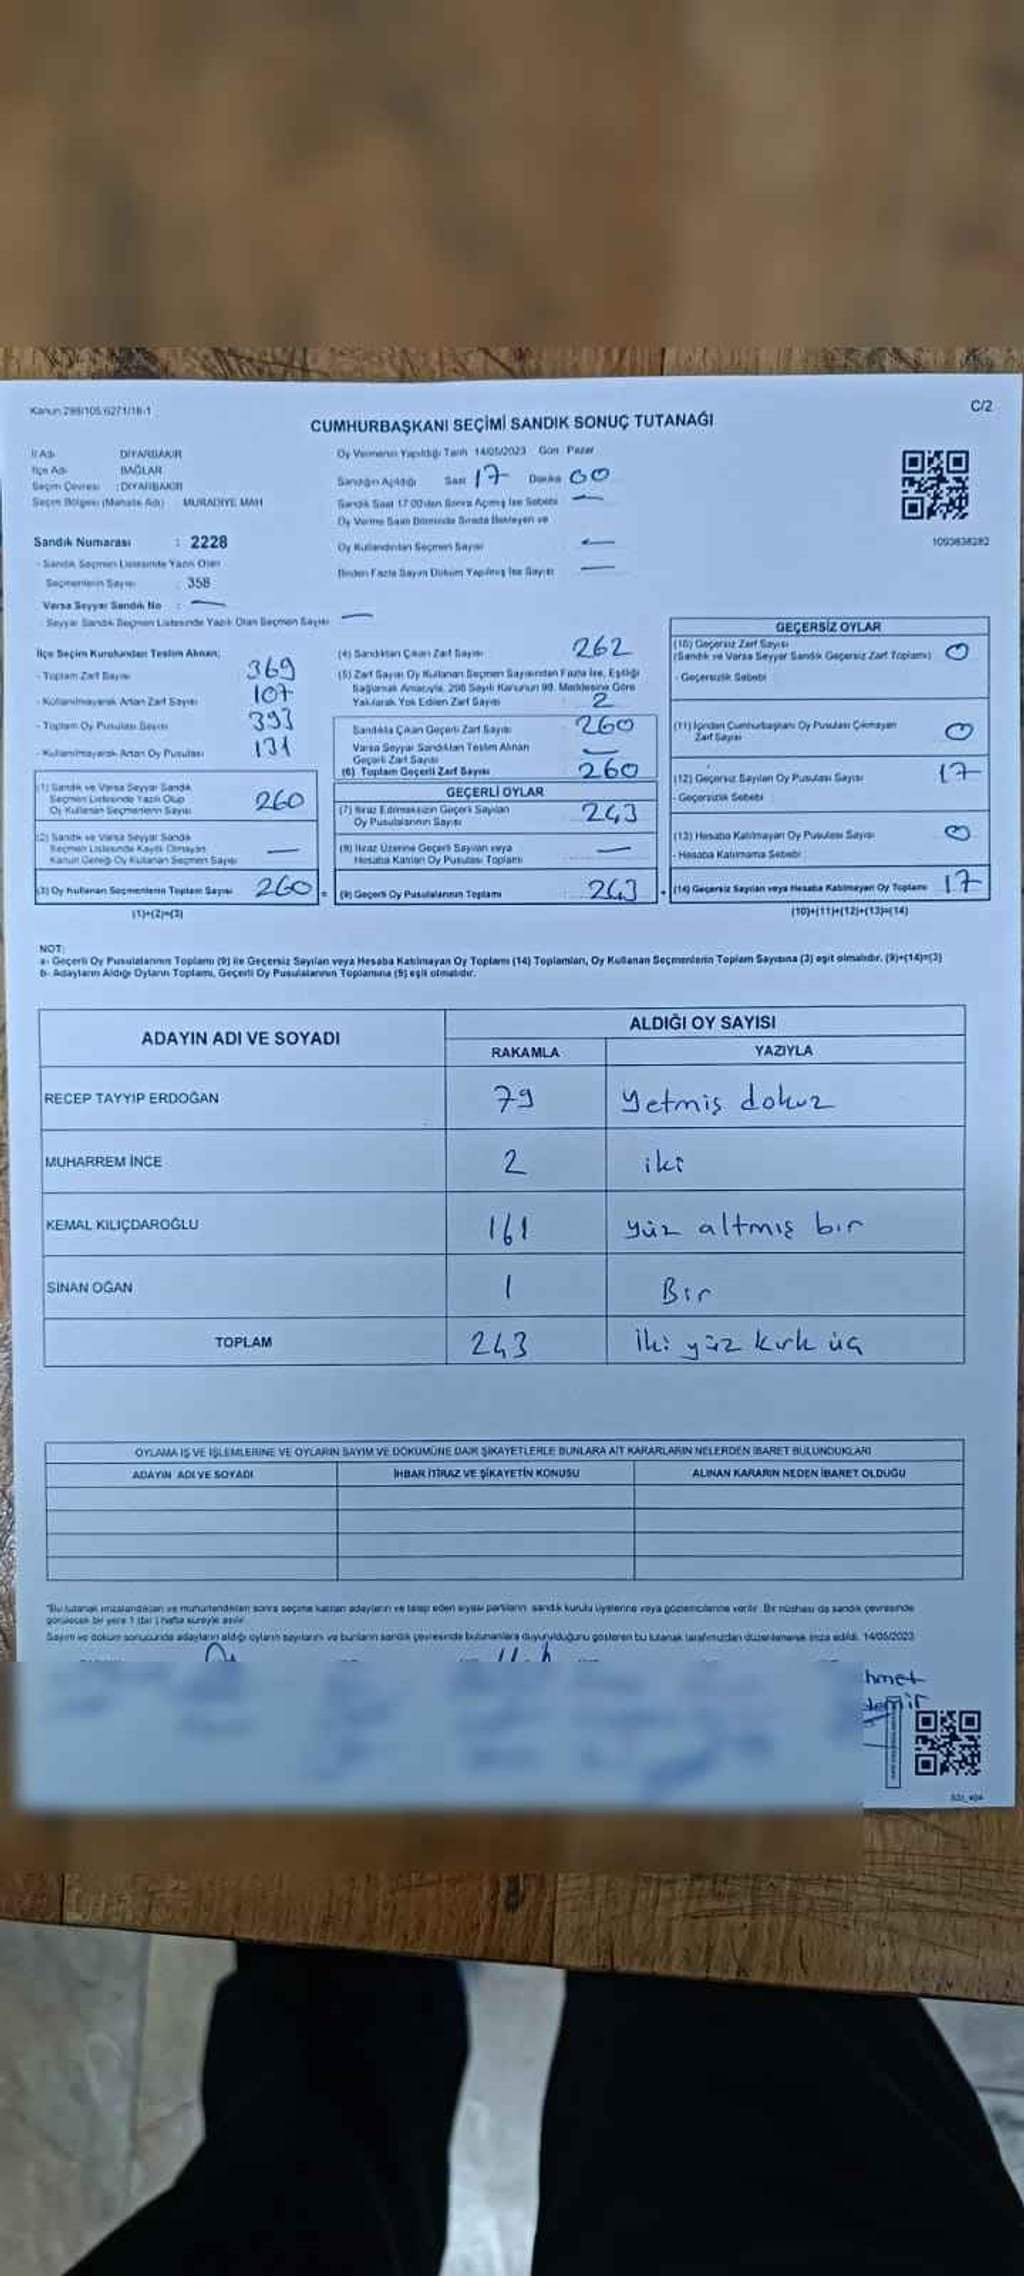 Kanun 298/105 6271/18-1
C/2
CUMHURBAŞKANI SEÇİMİ SANDIK SONUÇ TUTANAĞI
İl Adı DİYARBAKIR
İlçe Adı BAĞLAR
Seçim Çevresi : DİYARBAKIR
Seçim Bölgesi (Mahalle Adı) MURADİYE MAH
Sandık Numarası : 2228
- Sandık Seçmen Listesinde Yazılı Olan
Seçmenlerin Sayısı : 358
Varsa Seyyar Sandık No : —
- Seyyar Sandık Seçmen Listesinde Yazılı Olan Seçmen Sayısı —
Oy Vermenin Yapıldığı Tarih 14/05/2023 Gün Pazar
Sandığın Açıldığı Saat 17 Dakika 00
Sandık Saat 17:00'den Sonra Açılmış İse Sebebi —
Oy Verme Saati Bitiminde Sırada Bekleyen ve
Oy Kullandırılan Seçmen Sayısı —
Birden Fazla Sayım Döküm Yapılmış İse Sayısı —
1093838282
İlçe Seçim Kurulundan Teslim Alınan;
- Toplam Zarf Sayısı 369
- Kullanılmayarak Artan Zarf Sayısı 107
- Toplam Oy Pusulası Sayısı 393
- Kullanılmayarak Artan Oy Pusulası 131
(1) Sandık ve Varsa Seyyar Sandık
Seçmen Listesinde Yazılı Olup
Oy Kullanan Seçmenlerin Sayısı 260
(2) Sandık ve Varsa Seyyar Sandık
Seçmen Listesinde Kayıtlı Olmayan
Kanun Gereği Oy Kullanan Seçmen Sayısı —
(3) Oy Kullanan Seçmenlerin Toplam Sayısı 260 =
(1)+(2)=(3)
(4) Sandıktan Çıkan Zarf Sayısı 262
(5) Zarf Sayısı Oy Kullanan Seçmen Sayısından Fazla İse, Eşitliği
Sağlamak Amacıyla, 298 Sayılı Kanunun 98. Maddesine Göre
Yakılarak Yok Edilen Zarf Sayısı 2
Sandıkta Çıkan Geçerli Zarf Sayısı 260
Varsa Seyyar Sandıktan Teslim Alınan
Geçerli Zarf Sayısı —
(6) Toplam Geçerli Zarf Sayısı 260
GEÇERLİ OYLAR
(7) İtiraz Edilmeksizin Geçerli Sayılan
Oy Pusulalarının Sayısı 243
(8) İtiraz Üzerine Geçerli Sayılan veya
Hesaba Katılan Oy Pusulası Toplamı —
(9) Geçerli Oy Pusulalarının Toplamı 243 +
GEÇERSİZ OYLAR
(10) Geçersiz Zarf Sayısı
(Sandık ve Varsa Seyyar Sandık Geçersiz Zarf Toplamı) 0
- Geçersizlik Sebebi
(11) İçinden Cumhurbaşkanı Oy Pusulası Çıkmayan
Zarf Sayısı 0
(12) Geçersiz Sayılan Oy Pusulası Sayısı 17
- Geçersizlik Sebebi
(13) Hesaba Katılmayan Oy Pusulası Sayısı 0
- Hesaba Katılmama Sebebi
(14) Geçersiz Sayılan veya Hesaba Katılmayan Oy Toplamı 17
(10)+(11)+(12)+(13)=(14)
NOT:
a- Geçerli Oy Pusulalarının Toplamı (9) ile Geçersiz Sayılan veya Hesaba Katılmayan Oy Toplamı (14) Toplamları, Oy Kullanan Seçmenlerin Toplam Sayısına (3) eşit olmalıdır. (9)+(14)=(3)
b- Adayların Aldığı Oyların Toplamı, Geçerli Oy Pusulalarının Toplamına (9) eşit olmalıdır.
ADAYIN ADI VE SOYADI
ALDIĞI OY SAYISI
RAKAMLA YAZIYLA
RECEP TAYYIP ERDOĞAN 79 Yetmiş dokuz
MUHARREM İNCE 2 iki
KEMAL KILIÇDAROĞLU 161 yüz altmış bir
SİNAN OĞAN 1 Bir
TOPLAM 243 İki yüz kırk üç
OYLAMA İŞ VE İŞLEMLERİNE VE OYLARIN SAYIM VE DÖKÜMÜNE DAİR ŞİKAYETLERLE BUNLARA AİT KARARLARIN NELERDEN İBARET BULUNDUKLARI
ADAYIN ADI VE SOYADI İHBAR İTİRAZ VE ŞİKAYETİN KONUSU ALINAN KARARIN NEDEN İBARET OLDUĞU
*Bu tutanak imzalandıktan ve mühürlendikten sonra seçime katılan adayların ve talep eden siyasi partilerin sandık kurulu üyelerine veya gözlemcilerine verilir. Bir nüshası da sandık çevresinde
görülecek bir yere 1 (bir) hafta süreyle asılır.
Sayım ve döküm sonucunda adayların aldığı oyların sayılarını ve bunların sandık çevresinde bulunanlara duyurulduğunu gösteren bu tutanak tarafımızdan düzenlenerek imza edildi. 14/05/2023
hmet
demir